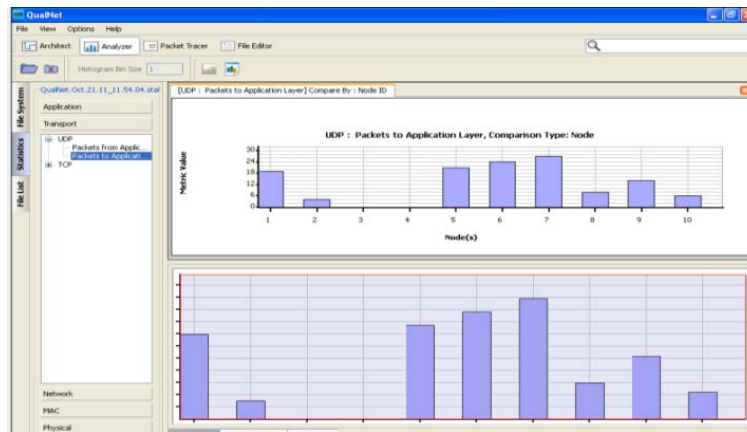 QualNet
File View Options Help
Architect Analyzer Packet Tracer File Editor
Histogram Bin Size 1
QualNet.Oct.21.11_11.54.04.stat
[UDP : Packets to Application Layer] Compare By : Node ID
File System
Statistics
File List
Application
Transport
UDP
Packets from Applic...
Packets to Applicati...
TCP
Network
MAC
Physical
UDP : Packets to Application Layer, Comparison Type: Node
Metric Value
30
24
18
12
6
0
1 2 3 4 5 6 7 8 9 10
Node(s)